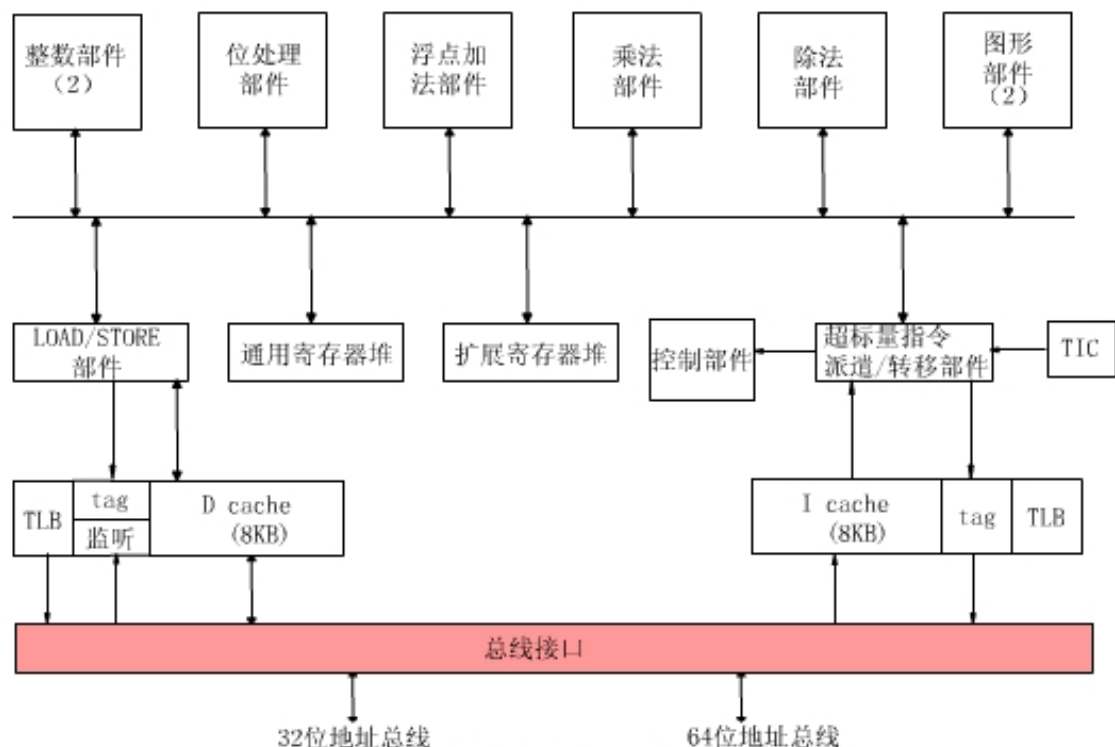 整数部件
(2)
位处理
部件
浮点加
法部件
乘法
部件
除法
部件
图形
部件
(2)
LOAD/STORE
部件
通用寄存器堆
扩展寄存器堆
控制部件
超标量指令
派遣/转移部件
TIC
TLB
tag
监听
D cache
(8KB)
I cache
(8KB)
tag
TLB
总线接口
32位地址总线
64位地址总线